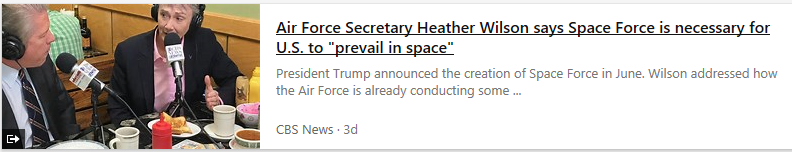 Air Force Secretary Heather Wilson says Space Force is necessary for
U.S. to "prevail in space"
President Trump announced the creation of Space Force in June. Wilson addressed how
the Air Force is already conducting some ...
CBS News · 3d